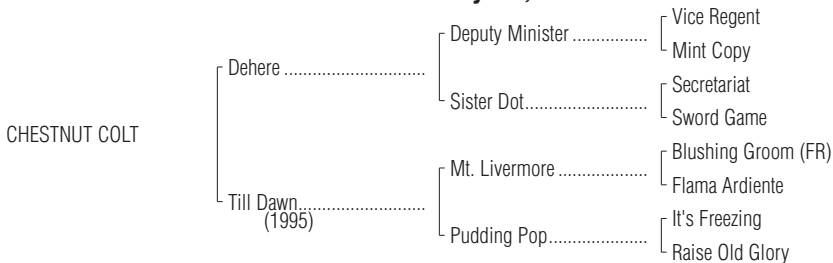 Vice Regent
Deputy Minister ................
Mint Copy
Dehere .............................
Secretariat
Sister Dot..........................
Sword Game
CHESTNUT COLT
Blushing Groom (FR)
Mt. Livermore ...................
Flama Ardiente
Till Dawn..........................
(1995)
It's Freezing
Pudding Pop.....................
Raise Old Glory